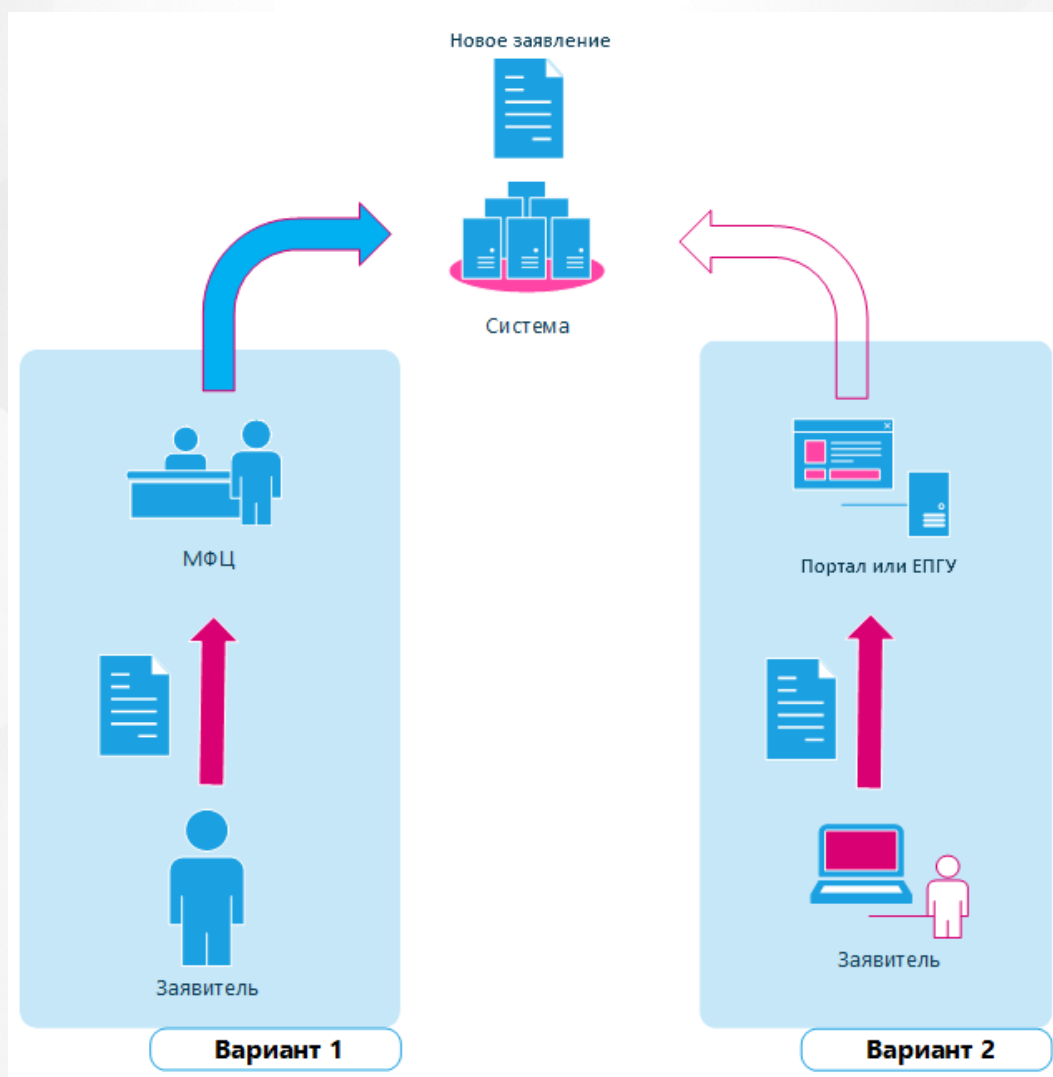 Новое заявление
Система
МФЦ
Заявитель
Вариант 1
Портал или ЕПГУ
Заявитель
Вариант 2